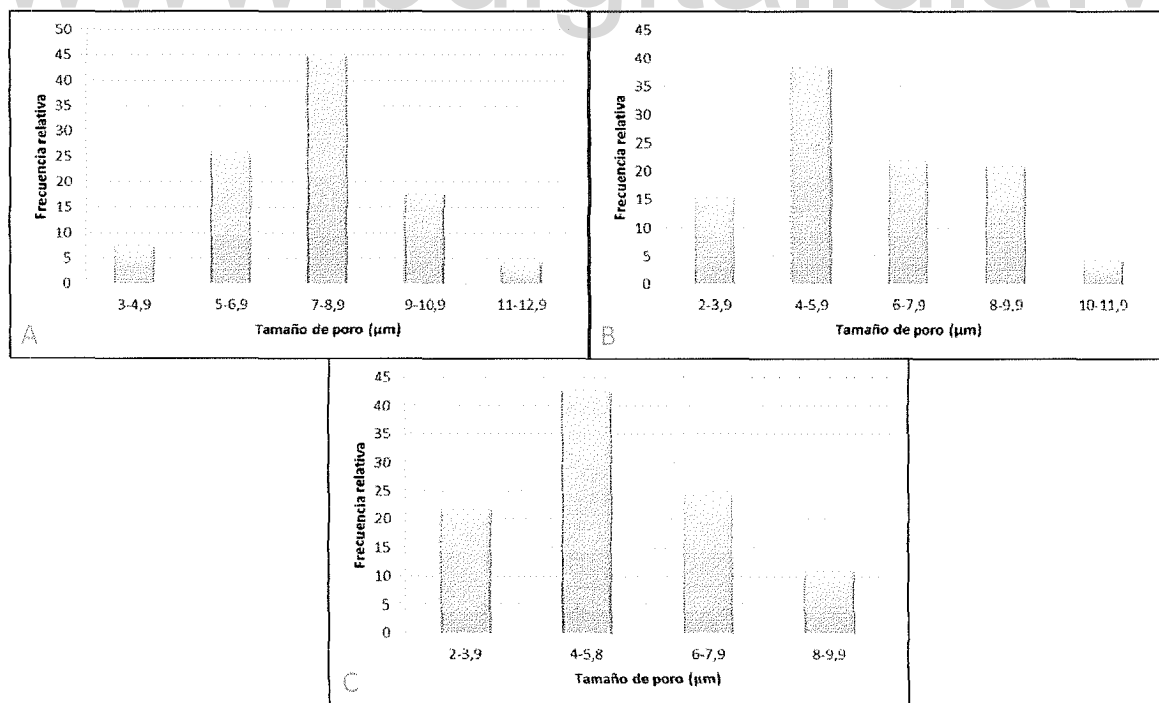 50
45
40
35
30
25
20
15
10
5
0
Frecuencia relativa
3-4,9 5-6,9 7-8,9 9-10,9 11-12,9
Tamaño de poro (µm)
A
45
40
35
30
25
20
15
10
5
0
Frecuencia relativa
2-3,9 4-5,9 6-7,9 8-9,9 10-11,9
Tamaño de poro (µm)
B
45
40
35
30
25
20
15
10
5
0
Frecuencia relativa
2-3,9 4-5,8 6-7,9 8-9,9
Tamaño de poro (µm)
C